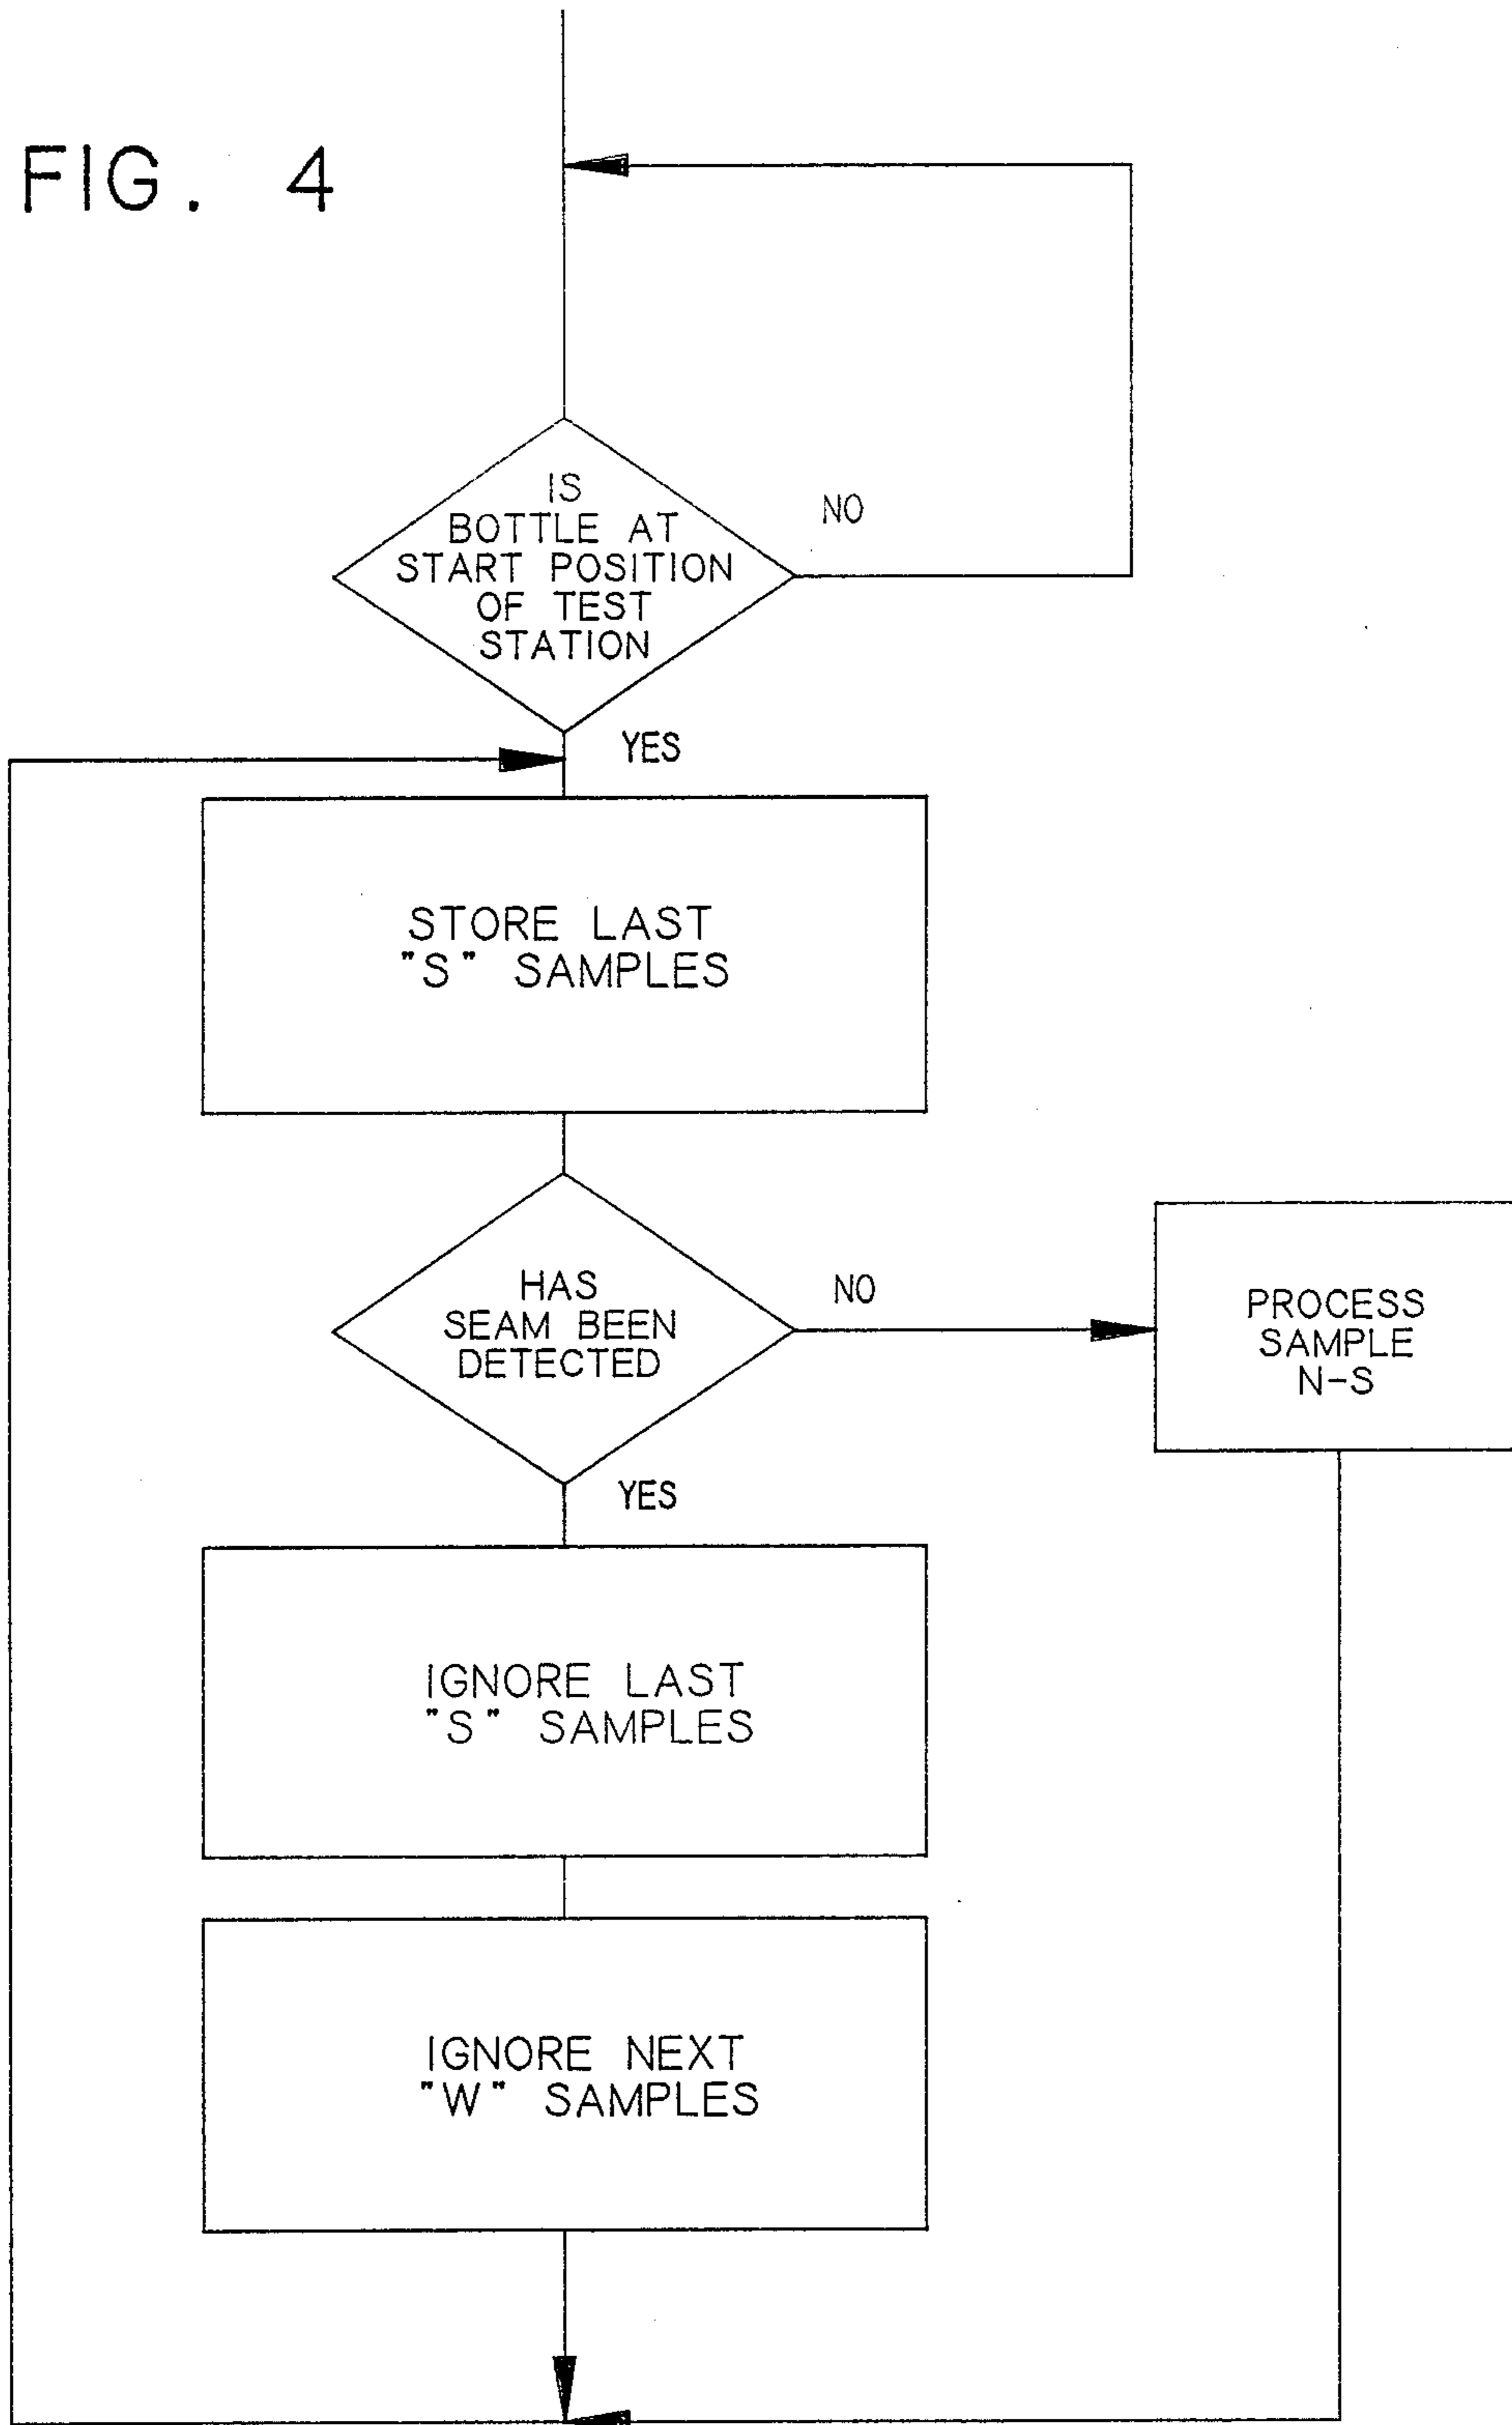 FIG. 4
IS
BOTTLE AT
START POSITION
OF TEST
STATION
NO
YES
STORE LAST
"S" SAMPLES
HAS
SEAM BEEN
DETECTED
NO
PROCESS
SAMPLE
N-S
YES
IGNORE LAST
"S" SAMPLES
IGNORE NEXT
"W" SAMPLES